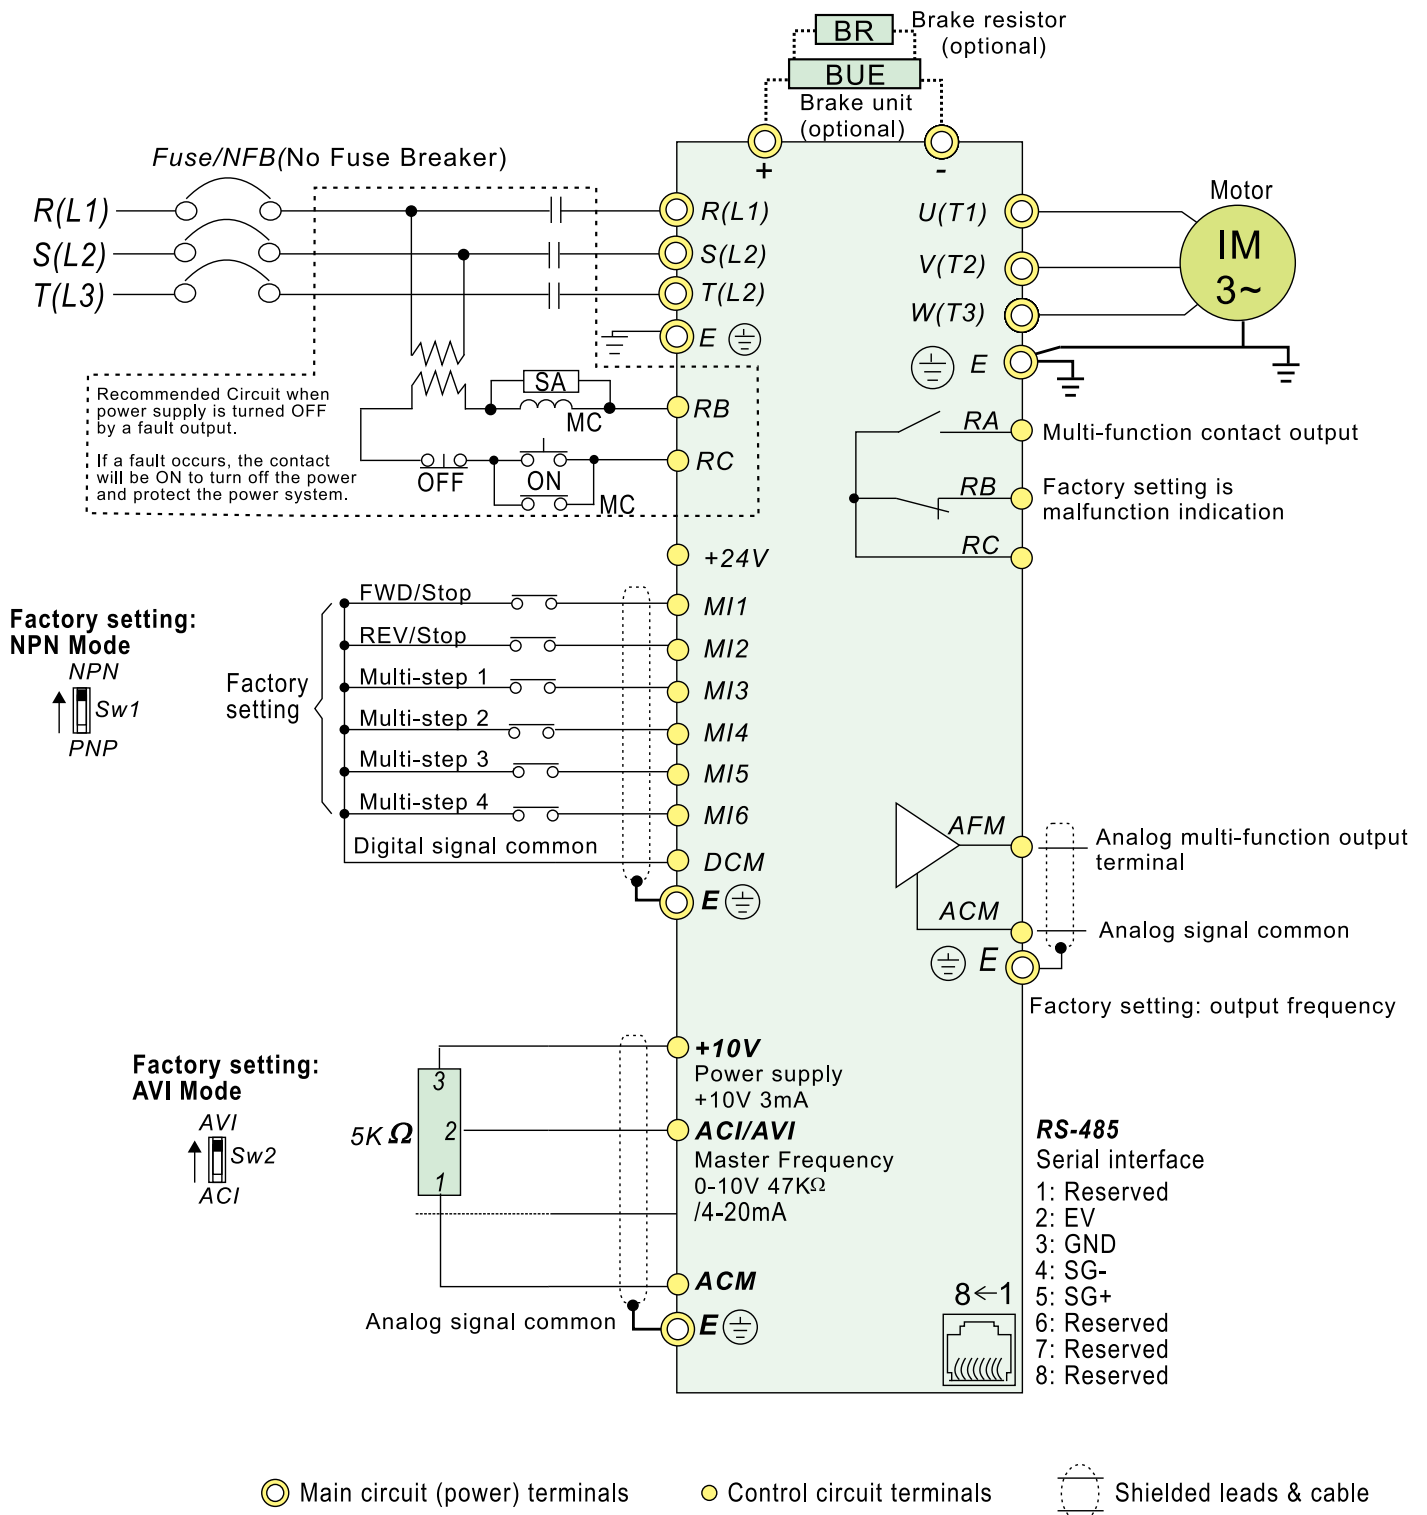 BR
Brake resistor
(optional)
BUE
Brake unit
(optional)
+
-
Fuse/NFB(No Fuse Breaker)
R(L1)
S(L2)
T(L3)
R(L1)
S(L2)
T(L2)
E
U(T1)
V(T2)
W(T3)
E
Motor
IM
3~
Recommended Circuit when
power supply is turned OFF
by a fault output.
If a fault occurs, the contact
will be ON to turn off the power
and protect the power system.
SA
MC
OFF
ON
MC
RB
RC
RA
Multi-function contact output
RB
Factory setting is
malfunction indication
RC
+24V
Factory setting:
NPN Mode
NPN
Sw1
PNP
Factory
setting
FWD/Stop
MI1
REV/Stop
MI2
Multi-step 1
MI3
Multi-step 2
MI4
Multi-step 3
MI5
Multi-step 4
MI6
Digital signal common
DCM
E
AFM
Analog multi-function output
terminal
ACM
Analog signal common
E
Factory setting: output frequency
Factory setting:
AVI Mode
AVI
Sw2
ACI
5K Ω
3
2
1
+10V
Power supply
+10V 3mA
ACI/AVI
Master Frequency
0-10V 47KΩ
/4-20mA
ACM
Analog signal common
E
RS-485
Serial interface
1: Reserved
2: EV
3: GND
4: SG-
5: SG+
6: Reserved
7: Reserved
8: Reserved
8←1
Main circuit (power) terminals
Control circuit terminals
Shielded leads & cable